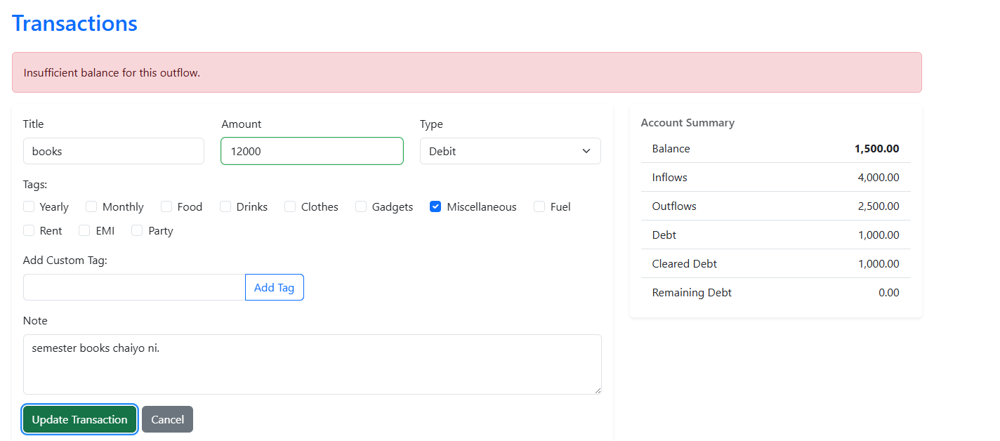 Transactions
Insufficient balance for this outflow.
Title Amount Type
books 12000 Debit
Tags:
Yearly Monthly Food Drinks Clothes Gadgets Miscellaneous Fuel
Rent EMI Party
Add Custom Tag:
Add Tag
Note
semester books chaiyo ni.
Update Transaction Cancel
Account Summary
Balance 1,500.00
Inflows 4,000.00
Outflows 2,500.00
Debt 1,000.00
Cleared Debt 1,000.00
Remaining Debt 0.00